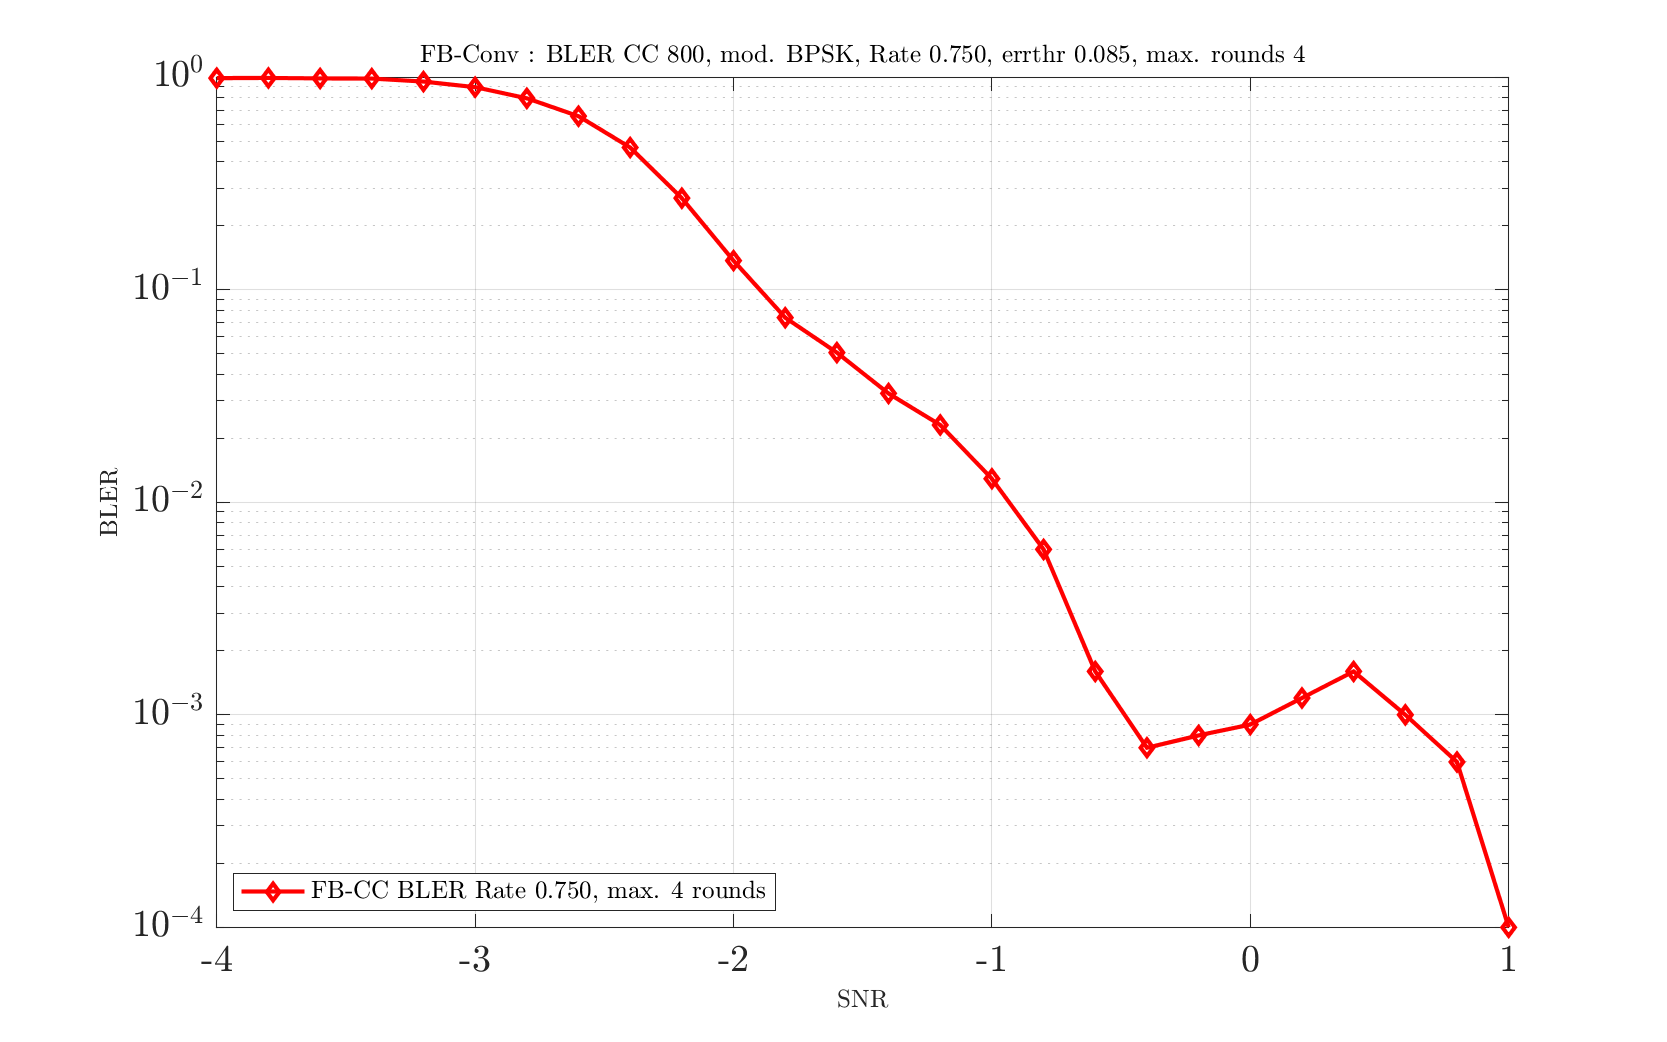 FB-Conv : BLER CC 800, mod. BPSK, Rate 0.750, errthr 0.085, max. rounds 4
10⁰
10⁻¹
10⁻²
10⁻³
10⁻⁴
BLER
FB-CC BLER Rate 0.750, max. 4 rounds
-4 -3 -2 -1 0 1
SNR